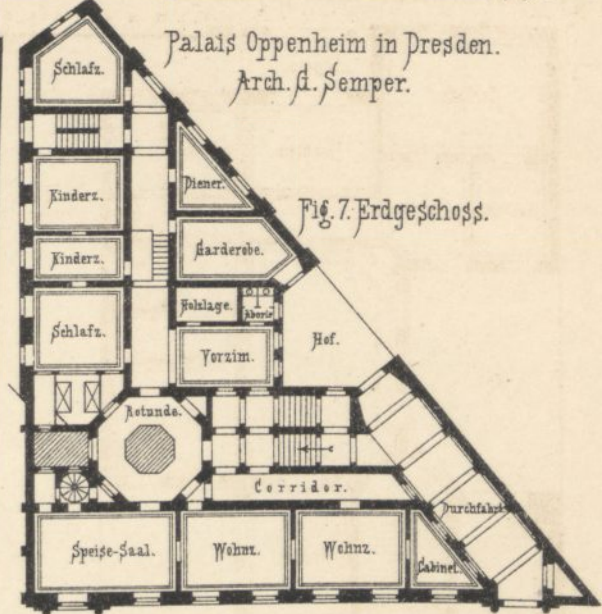 Palais Oppenheim in Dresden.
Arch. G. Semper.
Fig. 7. Erdgeschoss.
Schlafz.
Kinderz.
Diener.
Garderobe.
Kinderz.
Holzlage.
Aborte
Schlafz.
Vorzim.
Hof.
Rotunde.
Corridor.
Durchfahrt.
Speise-Saal.
Wohnz.
Wohnz.
Cabinet.